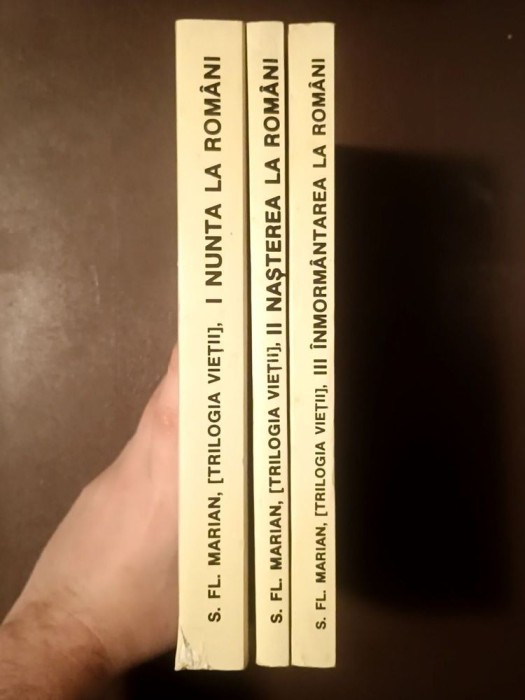 S. FL. MARIAN, [TRILOGIA VIEȚII], I NUNTA LA ROMÂNI
S. FL. MARIAN, [TRILOGIA VIEȚII], II NAȘTEREA LA ROMÂNI
S. FL. MARIAN, [TRILOGIA VIEȚII], III ÎNMORMÂNTAREA LA ROMÂNI